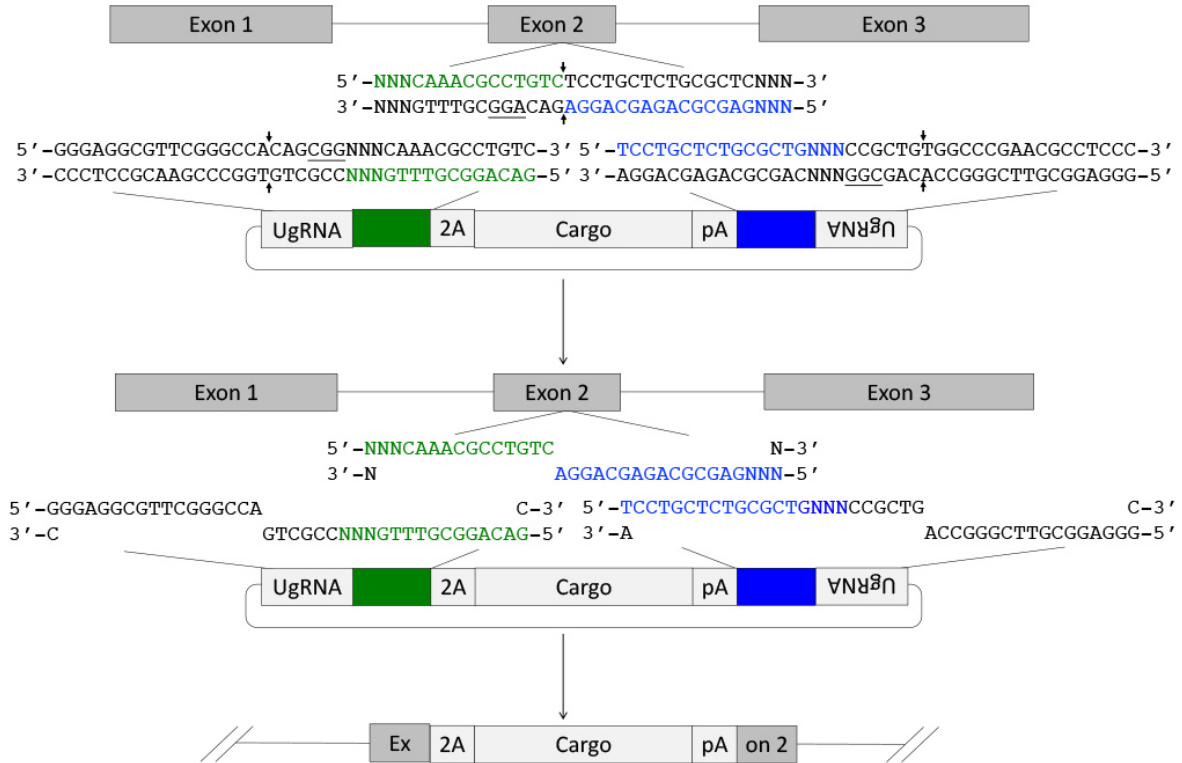 Exon 1 Exon 2 Exon 3
5’-NNNCAAACGCCTGTCTCCTGCTCTGCGCTCNNN-3’
3’-NNNGTTTGCGGACAGAGGACGAGACGCGAGNNN-5’
5’-GGGAGGCGTTCGGGCCACAGCGGNNNCAAACGCCTGTC-3’ 5’-TCCTGCTCTGCGCTGNNNCCGCTGTGGCCCGAACGCCTCCC-3’
3’-CCCTCCGCAAGCCCGGTGTCGCCNNNGTTTGCGGACAG-5’ 3’-AGGACGAGACGCGACNNNGGCGACACCGGGCTTGCGGAGGG-5’
UgRNA 2A Cargo pA UgRNA
Exon 1 Exon 2 Exon 3
5’-NNNCAAACGCCTGTC N-3’
3’-N AGGACGAGACGCGAGNNN-5’
5’-GGGAGGCGTTCGGGCCA C-3’ 5’-TCCTGCTCTGCGCTGNNNCCGCTG C-3’
3’-C GTCGCCNNNGTTTGCGGACAG-5’ 3’-A ACCGGGCTTGCGGAGGG-5’
UgRNA 2A Cargo pA UgRNA
Ex 2A Cargo pA on 2